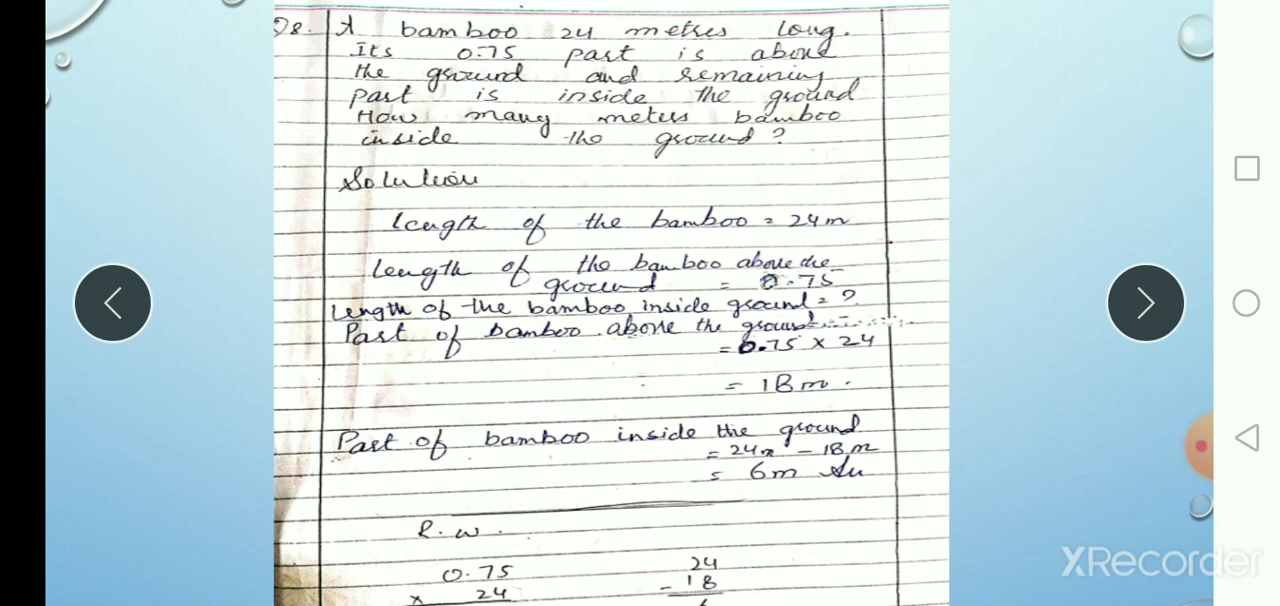 Q8. A bamboo 24 metres long.
Its 0.75 part is above
the ground and remaining
part is inside the ground
How many meters bamboo
inside the ground?
Solution
length of the bamboo = 24m
Length of the bamboo above the
ground = 0.75
Length of the bamboo inside ground = ?
Part of bamboo above the ground
= 0.75 × 24
= 18m.
Part of bamboo inside the ground
= 24m - 18m
= 6m Ans
R.W.
0.75
× 24
24
- 18
6
XRecorder